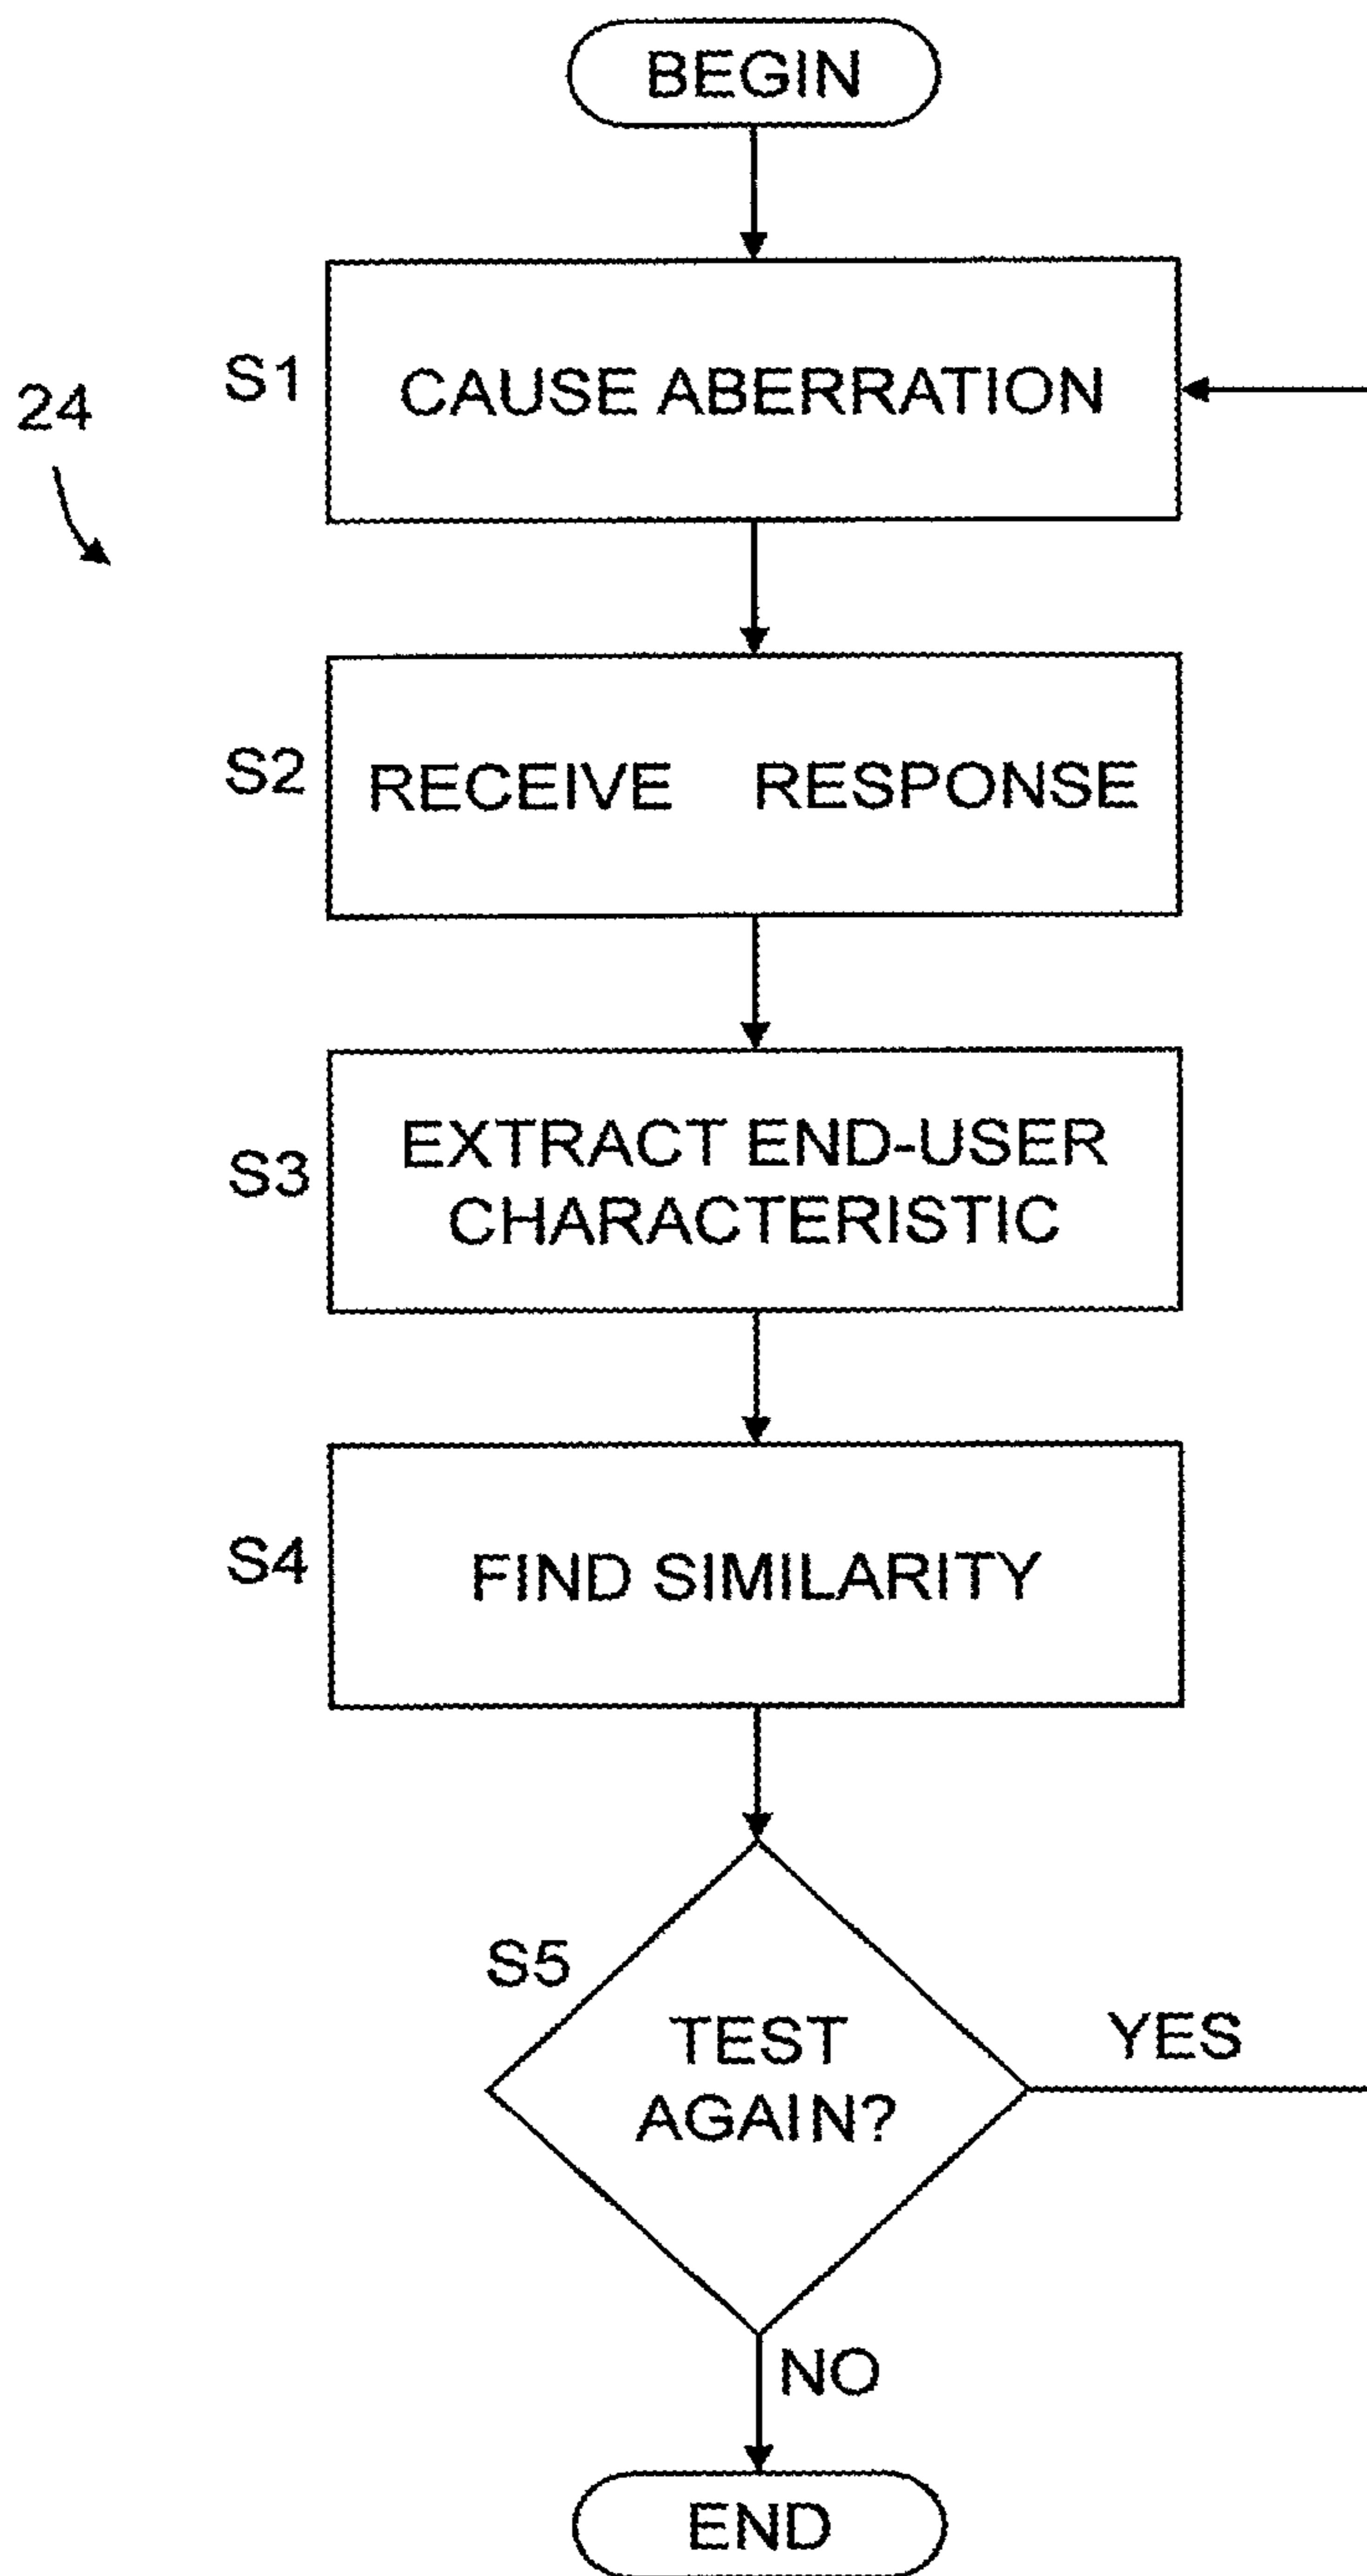 BEGIN
S1
CAUSE ABERRATION
24
S2
RECEIVE RESPONSE
S3
EXTRACT END-USER
CHARACTERISTIC
S4
FIND SIMILARITY
S5
TEST
AGAIN?
YES
NO
END